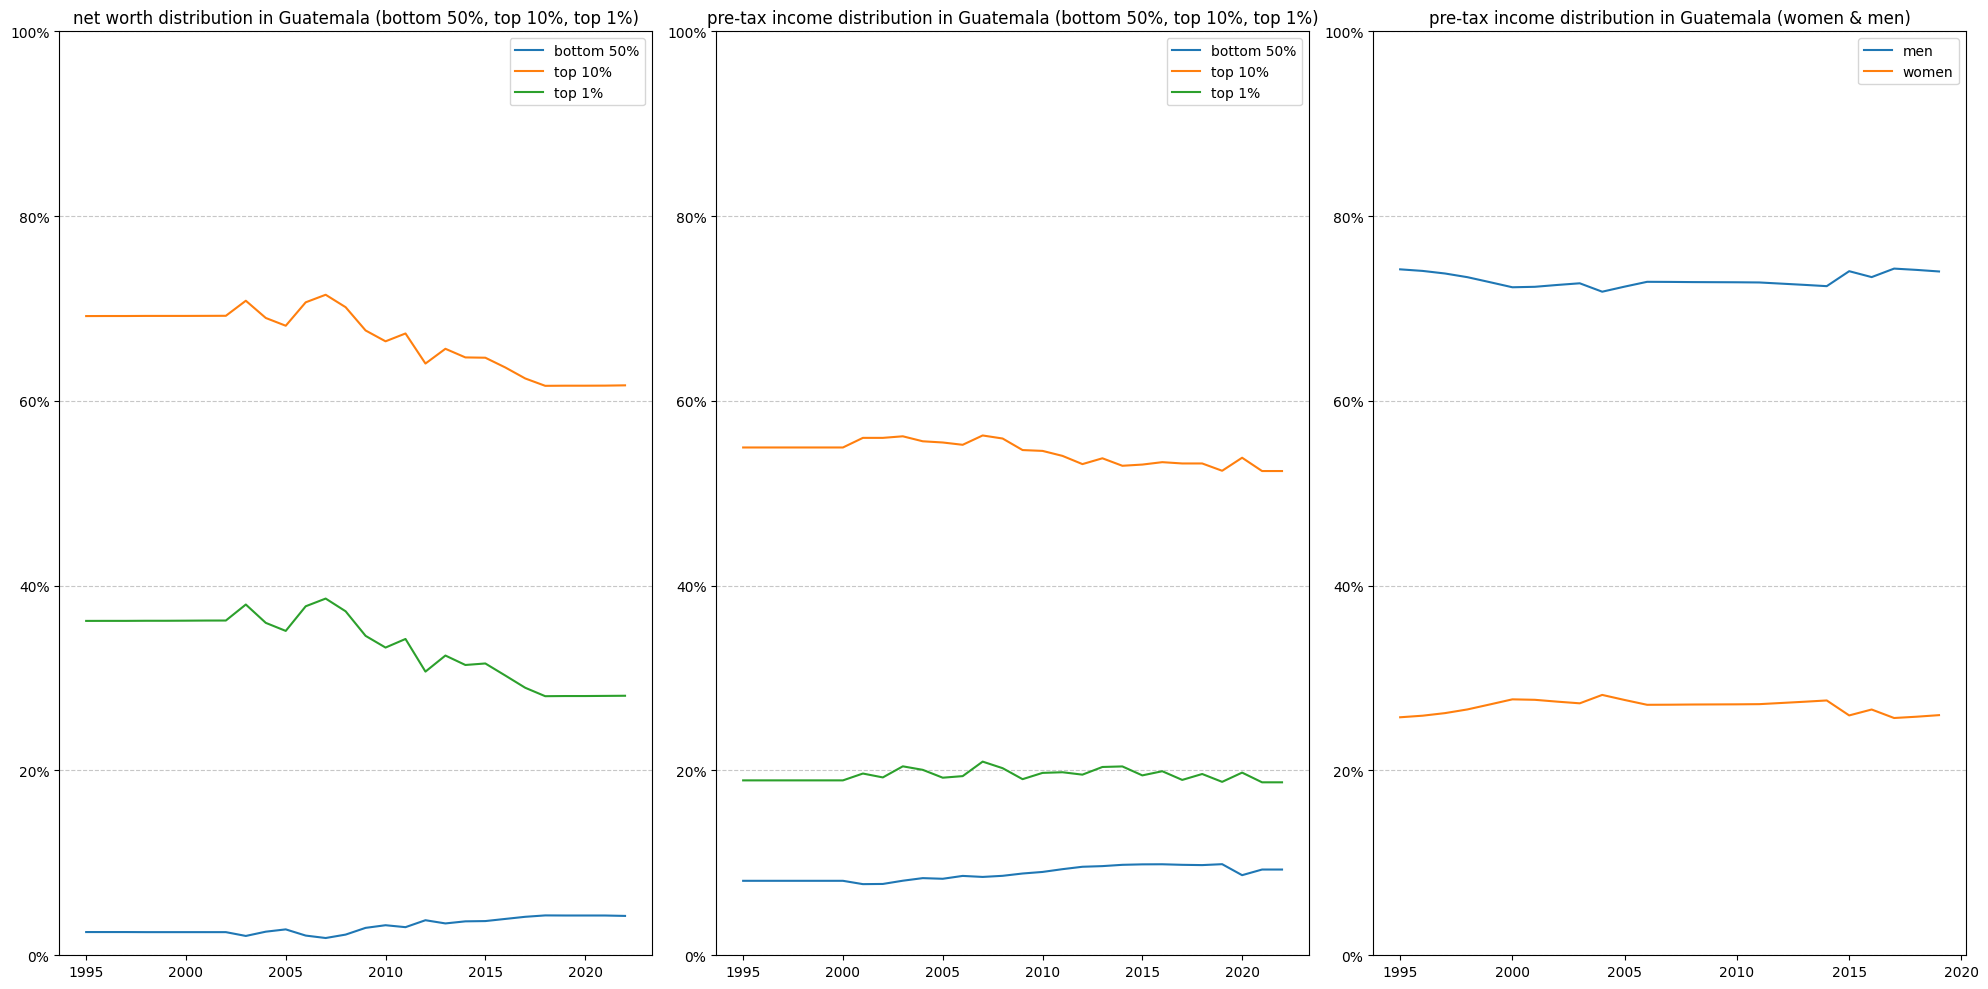 net worth distribution in Guatemala (bottom 50%, top 10%, top 1%)
100%
80%
60%
40%
20%
0%
1995 2000 2005 2010 2015 2020
bottom 50%
top 10%
top 1%
pre-tax income distribution in Guatemala (bottom 50%, top 10%, top 1%)
100%
80%
60%
40%
20%
0%
1995 2000 2005 2010 2015 2020
bottom 50%
top 10%
top 1%
pre-tax income distribution in Guatemala (women & men)
100%
80%
60%
40%
20%
0%
1995 2000 2005 2010 2015 2020
men
women